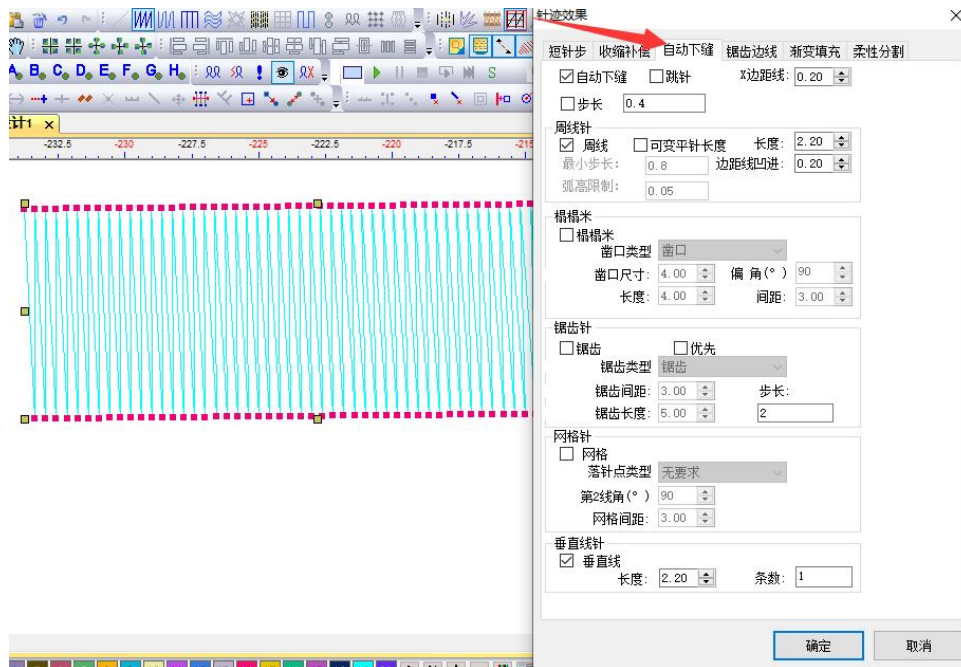 针迹效果
短针步 收缩补偿 自动下缝 锯齿边线 渐变填充 柔性分割
A. B. C. D. E. F. G. H.
自动下缝 跳针 X边距线: 0.20
步长 0.4
计1 ×
周线针
周线 可变平针长度 长度: 2.20
最小步长: 0.8 边距线凹进: 0.20
弧高限制: 0.05
-232.5 -230 -227.5 -225 -222.5 -220 -217.5 -215
榻榻米
榻榻米
凿口类型 凿口
凿口尺寸: 4.00 偏 角(°) 90
长度: 4.00 间距: 3.00
锯齿针
锯齿 优先
锯齿类型 锯齿
锯齿间距: 3.00 步长:
锯齿长度: 5.00 2
网格针
网格
落针点类型 无要求
第2线角(°) 90
网格间距: 3.00
垂直线针
垂直线
长度: 2.20 条数: 1
确定 取消